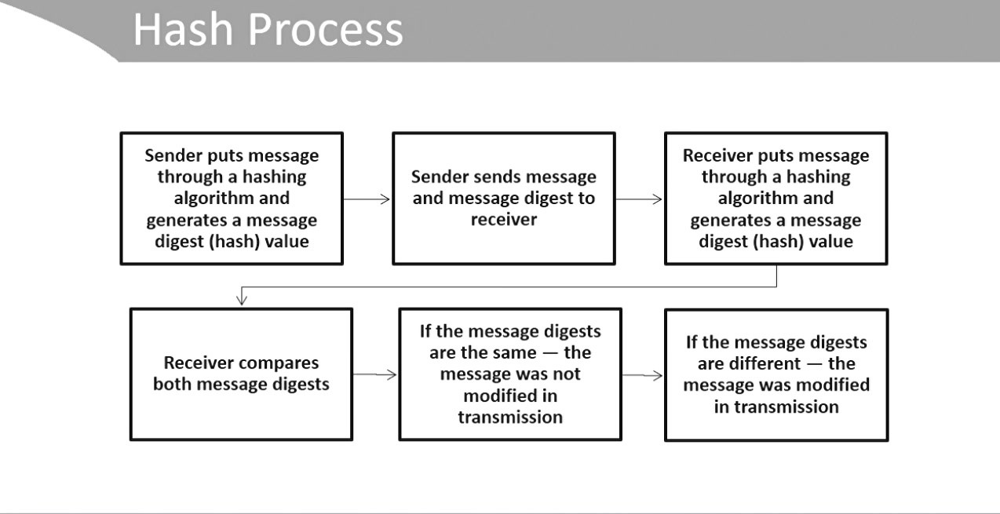 Hash Process
Sender puts message
through a hashing
algorithm and
generates a message
digest (hash) value
Sender sends message
and message digest to
receiver
Receiver puts message
through a hashing
algorithm and
generates a message
digest (hash) value
Receiver compares
both message digests
If the message digests
are the same — the
message was not
modified in
transmission
If the message digests
are different — the
message was modified
in transmission